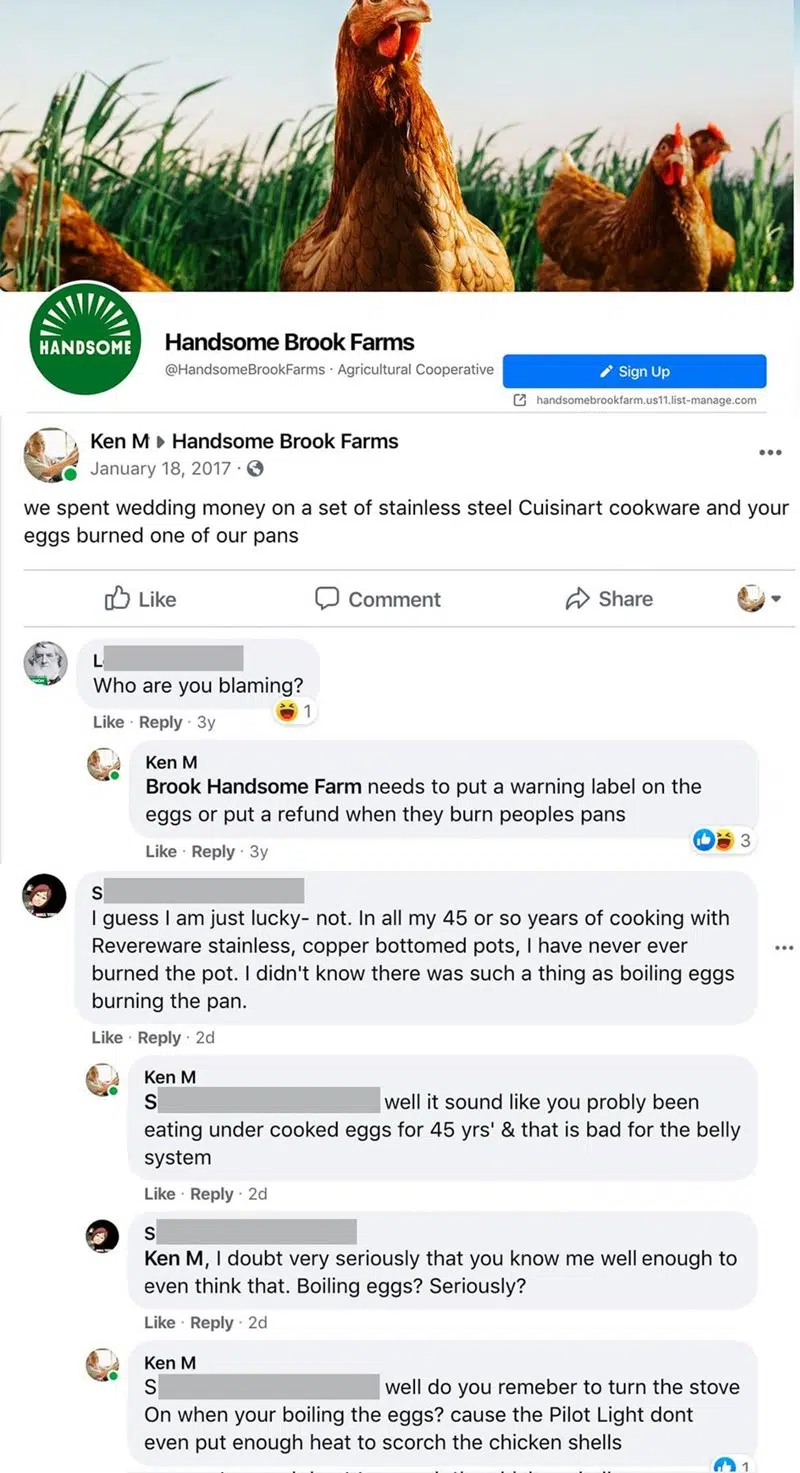 HANDSOME
Handsome Brook Farms
@HandsomeBrookFarms · Agricultural Cooperative
Sign Up
handsomebrookfarm.us11.list-manage.com
Ken M ▸ Handsome Brook Farms
January 18, 2017 ·
we spent wedding money on a set of stainless steel Cuisinart cookware and your
eggs burned one of our pans
Like Comment Share
L
Who are you blaming?
1
Like · Reply · 3y
Ken M
Brook Handsome Farm needs to put a warning label on the
eggs or put a refund when they burn peoples pans
3
Like · Reply · 3y
S
I guess I am just lucky- not. In all my 45 or so years of cooking with
Revereware stainless, copper bottomed pots, I have never ever
burned the pot. I didn't know there was such a thing as boiling eggs
burning the pan.
Like · Reply · 2d
Ken M
S well it sound like you probly been
eating under cooked eggs for 45 yrs' & that is bad for the belly
system
Like · Reply · 2d
S
Ken M, I doubt very seriously that you know me well enough to
even think that. Boiling eggs? Seriously?
Like · Reply · 2d
Ken M
S well do you remeber to turn the stove
On when your boiling the eggs? cause the Pilot Light dont
even put enough heat to scorch the chicken shells
1